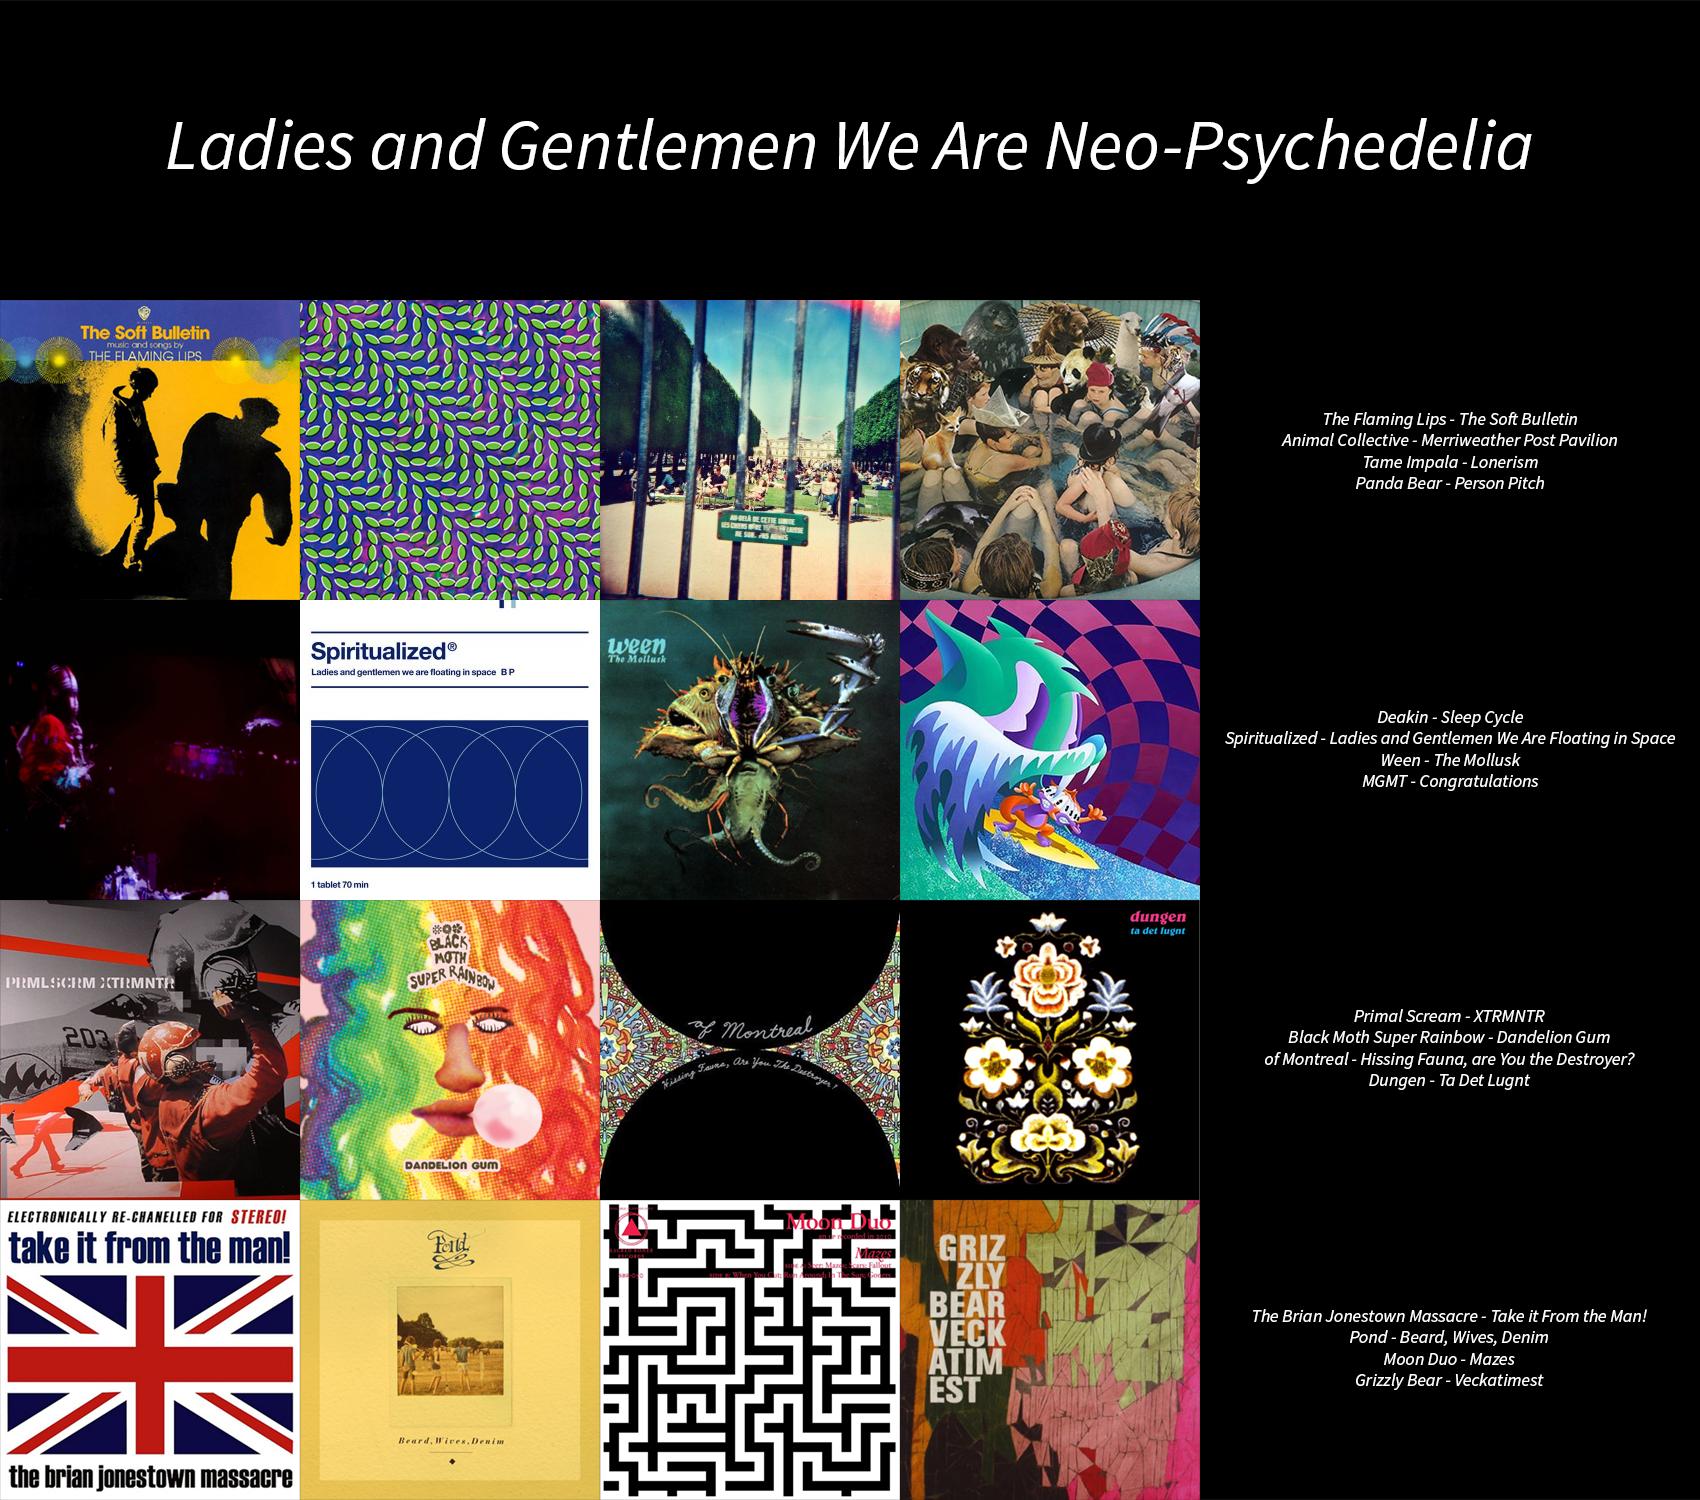 Ladies and Gentlemen We Are Neo-Psychedelia
The Soft Bulletin
music and songs by
THE FLAMING LIPS
AU-DELÀ DE CETTE LIMITE
The Flaming Lips - The Soft Bulletin
Animal Collective - Merriweather Post Pavilion
Tame Impala - Lonerism
Panda Bear - Person Pitch
Spiritualized®
Ladies and gentlemen we are floating in space B P
1 tablet 70 min
ween
The Mollusk
Deakin - Sleep Cycle
Spiritualized - Ladies and Gentlemen We Are Floating in Space
Ween - The Mollusk
MGMT - Congratulations
PRMLSCRM XTRMNTR
203
BLACK
MOTH
SUPER RAINBOW
DANDELION GUM
of Montreal
Hissing Fauna, Are You The Destroyer?
dungen
ta det lugnt
Primal Scream - XTRMNTR
Black Moth Super Rainbow - Dandelion Gum
of Montreal - Hissing Fauna, are You the Destroyer?
Dungen - Ta Det Lugnt
ELECTRONICALLY RE-CHANELLED FOR STEREO!
take it from the man!
the brian jonestown massacre
Pond
Beard, Wives, Denim
Moon Duo
Mazes
GRIZ
ZLY
BEAR
VECK
ATIM
EST
The Brian Jonestown Massacre - Take it From the Man!
Pond - Beard, Wives, Denim
Moon Duo - Mazes
Grizzly Bear - Veckatimest